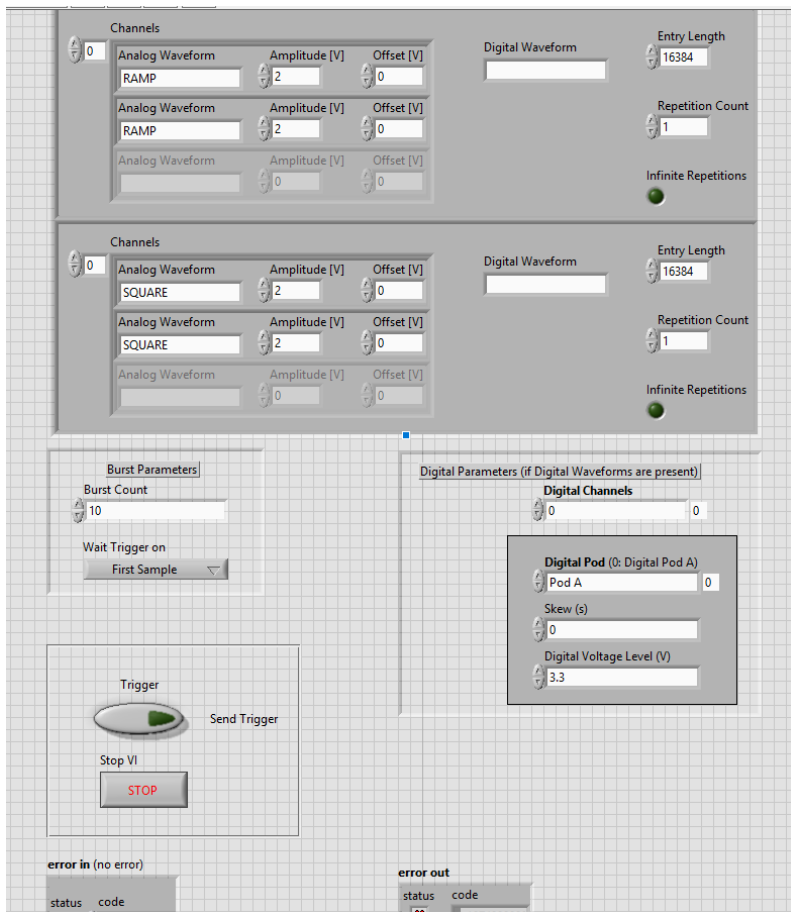 Channels
0
Analog Waveform Amplitude [V] Offset [V]
RAMP 2 0
Analog Waveform Amplitude [V] Offset [V]
RAMP 2 0
Analog Waveform Amplitude [V] Offset [V]
0 0
Digital Waveform
Entry Length
16384
Repetition Count
1
Infinite Repetitions
Channels
0
Analog Waveform Amplitude [V] Offset [V]
SQUARE 2 0
Analog Waveform Amplitude [V] Offset [V]
SQUARE 2 0
Analog Waveform Amplitude [V] Offset [V]
0 0
Digital Waveform
Entry Length
16384
Repetition Count
1
Infinite Repetitions
Burst Parameters
Burst Count
10
Wait Trigger on
First Sample
Digital Parameters (if Digital Waveforms are present)
Digital Channels
0 0
Digital Pod (0: Digital Pod A)
Pod A 0
Skew (s)
0
Digital Voltage Level (V)
3.3
Trigger
Send Trigger
Stop VI
STOP
error in (no error)
status code
error out
status code